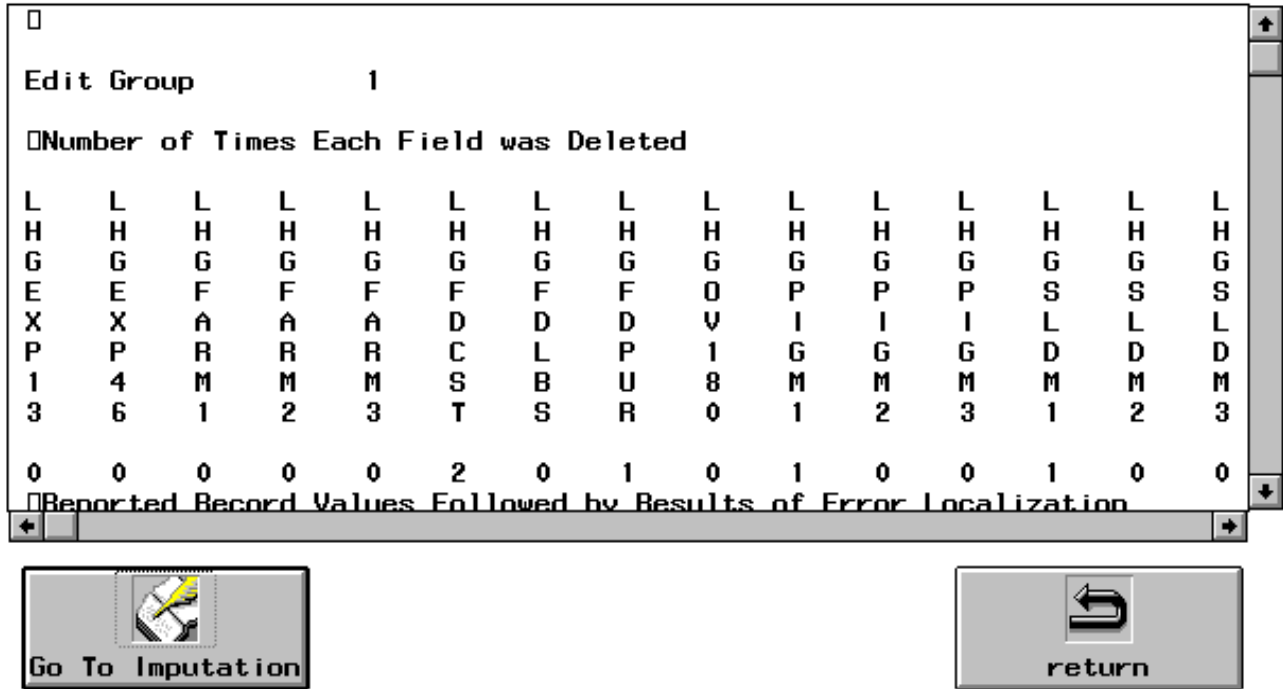 Edit Group 1
Number of Times Each Field was Deleted
L L L L L L L L L L L L L L L
H H H H H H H H H H H H H H H
G G G G G G G G G G G G G G G
E E F F F F F F O P P P S S S
X X A A A D D D V I I I L L L
P P R R R C L P 1 G G G D D D
1 4 M M M S B U 8 M M M M M M
3 6 1 2 3 T S R 0 1 2 3 1 2 3
0 0 0 0 0 2 0 1 0 1 0 0 1 0 0
Reported Record Values Followed by Results of Error Localization
Go To Imputation
return